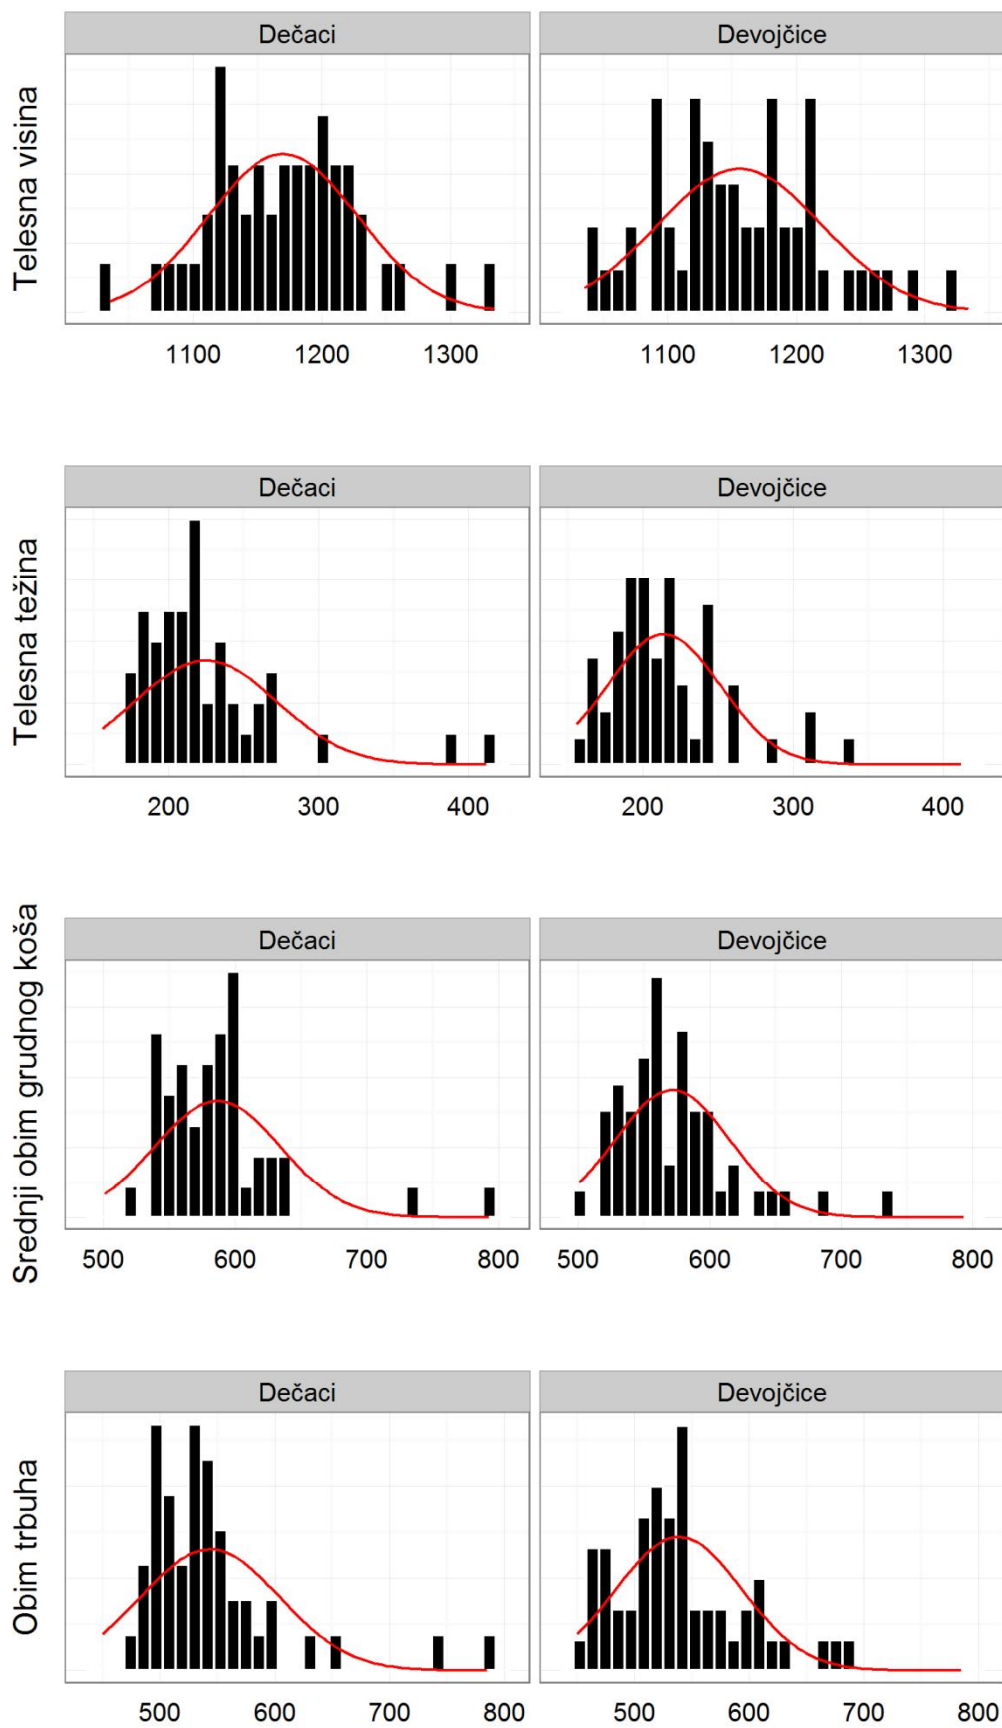 Dečaci Devojčice
Telesna visina
1100 1200 1300 1100 1200 1300
Dečaci Devojčice
Telesna težina
200 300 400 200 300 400
Dečaci Devojčice
Srednji obim grudnog koša
500 600 700 800 500 600 700 800
Dečaci Devojčice
Obim trbuha
500 600 700 800 500 600 700 800